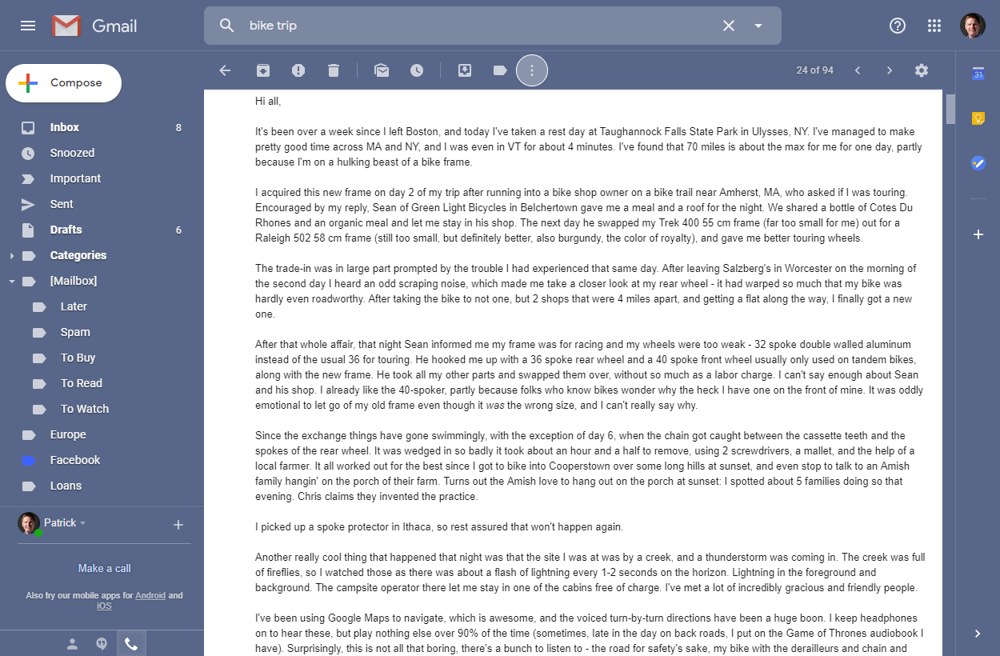 Gmail
bike trip
Compose
24 of 94
31
Inbox 8
Snoozed
Important
Sent
Drafts 6
Categories
[Mailbox]
Later
Spam
To Buy
To Read
To Watch
Europe
Facebook
Loans
Patrick
Make a call
Also try our mobile apps for Android and
iOS
Hi all,
It's been over a week since I left Boston, and today I've taken a rest day at Taughannock Falls State Park in Ulysses, NY. I've managed to make
pretty good time across MA and NY, and I was even in VT for about 4 minutes. I've found that 70 miles is about the max for me for one day, partly
because I'm on a hulking beast of a bike frame.
I acquired this new frame on day 2 of my trip after running into a bike shop owner on a bike trail near Amherst, MA, who asked if I was touring.
Encouraged by my reply, Sean of Green Light Bicycles in Belchertown gave me a meal and a roof for the night. We shared a bottle of Cotes Du
Rhones and an organic meal and let me stay in his shop. The next day he swapped my Trek 400 55 cm frame (far too small for me) out for a
Raleigh 502 58 cm frame (still too small, but definitely better, also burgundy, the color of royalty), and gave me better touring wheels.
The trade-in was in large part prompted by the trouble I had experienced that same day. After leaving Salzberg's in Worcester on the morning of
the second day I heard an odd scraping noise, which made me take a closer look at my rear wheel - it had warped so much that my bike was
hardly even roadworthy. After taking the bike to not one, but 2 shops that were 4 miles apart, and getting a flat along the way, I finally got a new
one.
After that whole affair, that night Sean informed me my frame was for racing and my wheels were too weak - 32 spoke double walled aluminum
instead of the usual 36 for touring. He hooked me up with a 36 spoke rear wheel and a 40 spoke front wheel usually only used on tandem bikes,
along with the new frame. He took all my other parts and swapped them over, without so much as a labor charge. I can't say enough about Sean
and his shop. I already like the 40-spoker, partly because folks who know bikes wonder why the heck I have one on the front of mine. It was oddly
emotional to let go of my old frame even though it was the wrong size, and I can't really say why.
Since the exchange things have gone swimmingly, with the exception of day 6, when the chain got caught between the cassette teeth and the
spokes of the rear wheel. It was wedged in so badly it took about an hour and a half to remove, using 2 screwdrivers, a mallet, and the help of a
local farmer. It all worked out for the best since I got to bike into Cooperstown over some long hills at sunset, and even stop to talk to an Amish
family hangin' on the porch of their farm. Turns out the Amish love to hang out on the porch at sunset: I spotted about 5 families doing so that
evening. Chris claims they invented the practice.
I picked up a spoke protector in Ithaca, so rest assured that won't happen again.
Another really cool thing that happened that night was that the site I was at was by a creek, and a thunderstorm was coming in. The creek was full
of fireflies, so I watched those as there was about a flash of lightning every 1-2 seconds on the horizon. Lightning in the foreground and
background. The campsite operator there let me stay in one of the cabins free of charge. I've met a lot of incredibly gracious and friendly people.
I've been using Google Maps to navigate, which is awesome, and the voiced turn-by-turn directions have been a huge boon. I keep headphones
on to hear these, but play nothing else over 90% of the time (sometimes, late in the day on back roads, I put on the Game of Thrones audiobook I
have). Surprisingly, this is not all that boring, there's a bunch to listen to - the road for safety's sake, my bike with the derailleurs and chain and